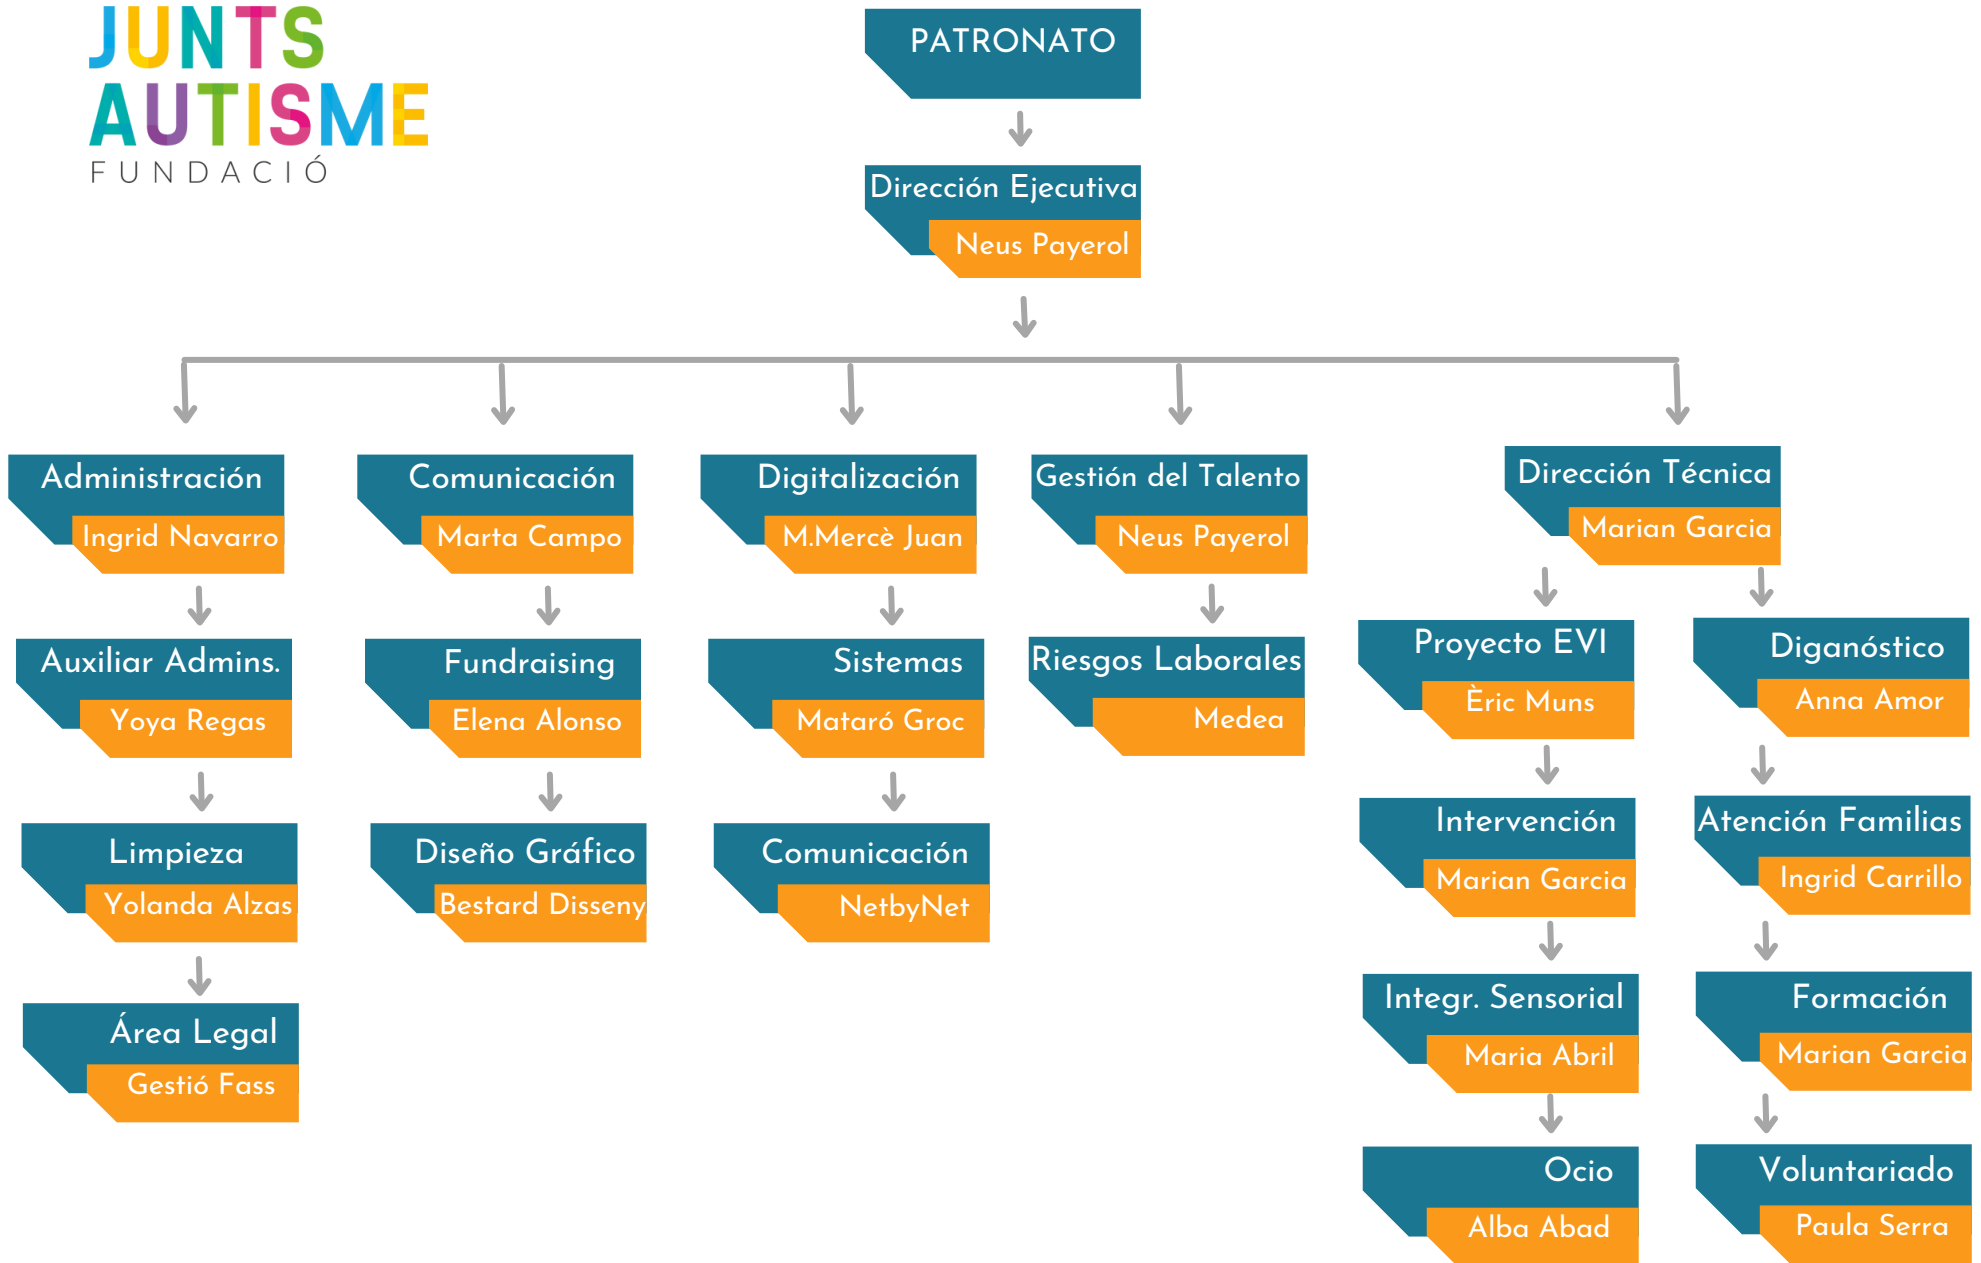 JUNTS
AUTISME
FUNDACIÓ
PATRONATO
Dirección Ejecutiva
Neus Payerol
Administración
Ingrid Navarro
Auxiliar Admins.
Yoya Regas
Limpieza
Yolanda Alzas
Área Legal
Gestió Fass
Comunicación
Marta Campo
Fundraising
Elena Alonso
Diseño Gráfico
Bestard Disseny
Digitalización
M.Mercè Juan
Sistemas
Mataró Groc
Comunicación
NetbyNet
Gestión del Talento
Neus Payerol
Riesgos Laborales
Medea
Dirección Técnica
Marian Garcia
Proyecto EVI
Èric Muns
Intervención
Marian Garcia
Integr. Sensorial
Maria Abril
Ocio
Alba Abad
Diganóstico
Anna Amor
Atención Familias
Ingrid Carrillo
Formación
Marian Garcia
Voluntariado
Paula Serra